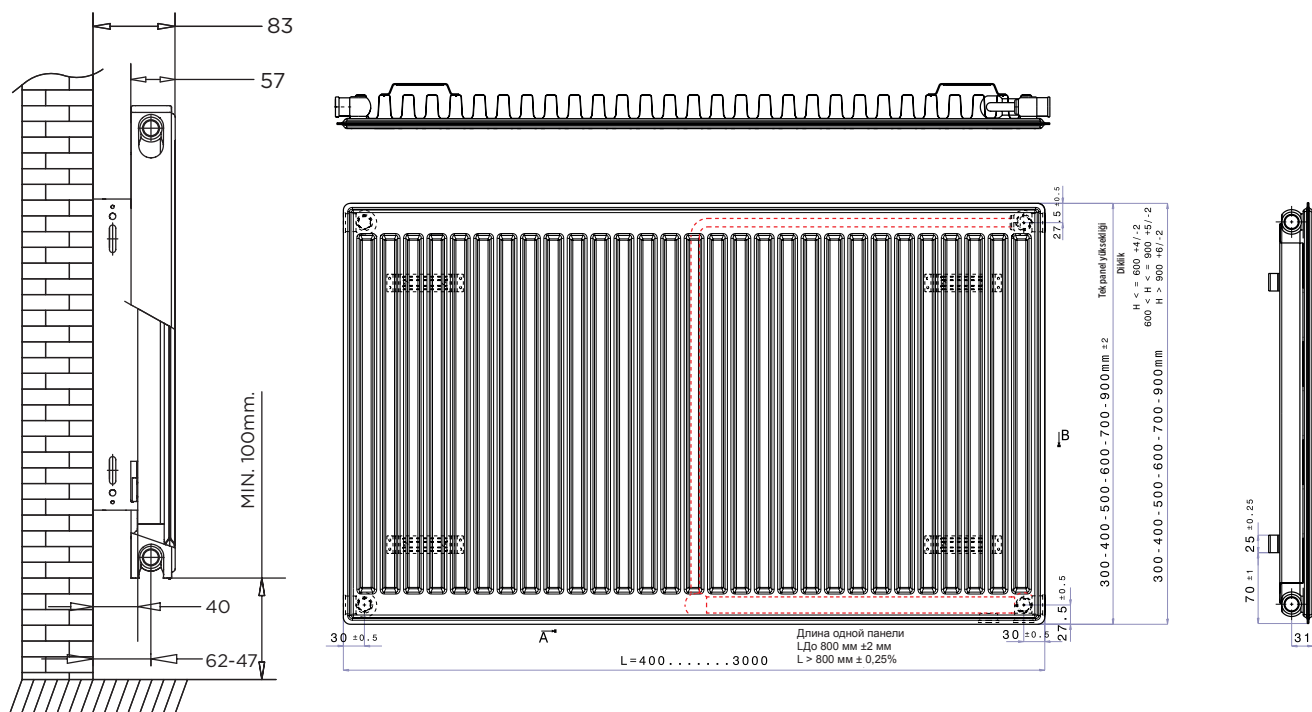 83
57
MIN. 100mm.
40
62-47
27.5 ±0.5
Tek panel yüksekliği
300-400-500-600-700-900mm ±2
Diklik
H < = 600 +4/-2
600 < H < = 900 +5/-2
H > 900 +6/-2
300-400-500-600-700-900mm
B
27.5 ±0.5
30 ±0.5
A
30 ±0.5
L=400.......3000
Длина одной панели
LДо 800 мм ±2 мм
L > 800 мм ± 0,25%
25 ±0.25
70 ±1
31